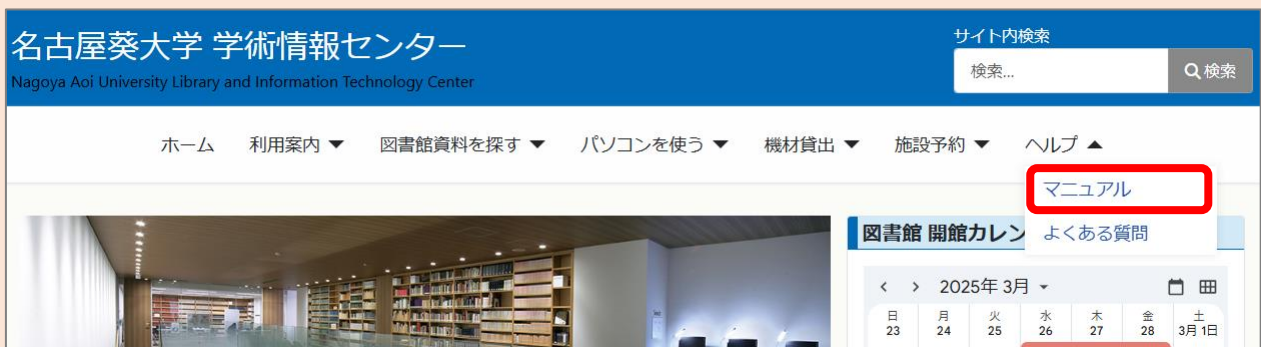 名古屋葵大学 学術情報センター
Nagoya Aoi University Library and Information Technology Center
サイト内検索
検索...
検索
ホーム 利用案内 ▼ 図書館資料を探す ▼ パソコンを使う ▼ 機材貸出 ▼ 施設予約 ▼ ヘルプ ▲
マニュアル
よくある質問
図書館 開館カレン
< > 2025年 3月
日 月 火 水 木 金 土
23 24 25 26 27 28 3月 1日